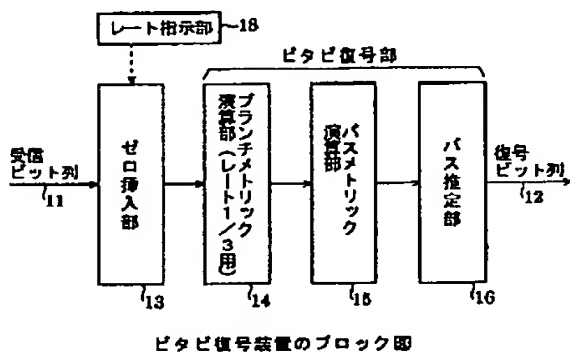 レート指示部
18
ビタビ復号部
受信
ビット列
11
ゼロ挿入部
13
ブランチメトリック
演算部(レート1/3用)
14
パスメトリック
演算部
15
パス推定部
16
復号
ビット列
12
ビタビ復号装置のブロック図